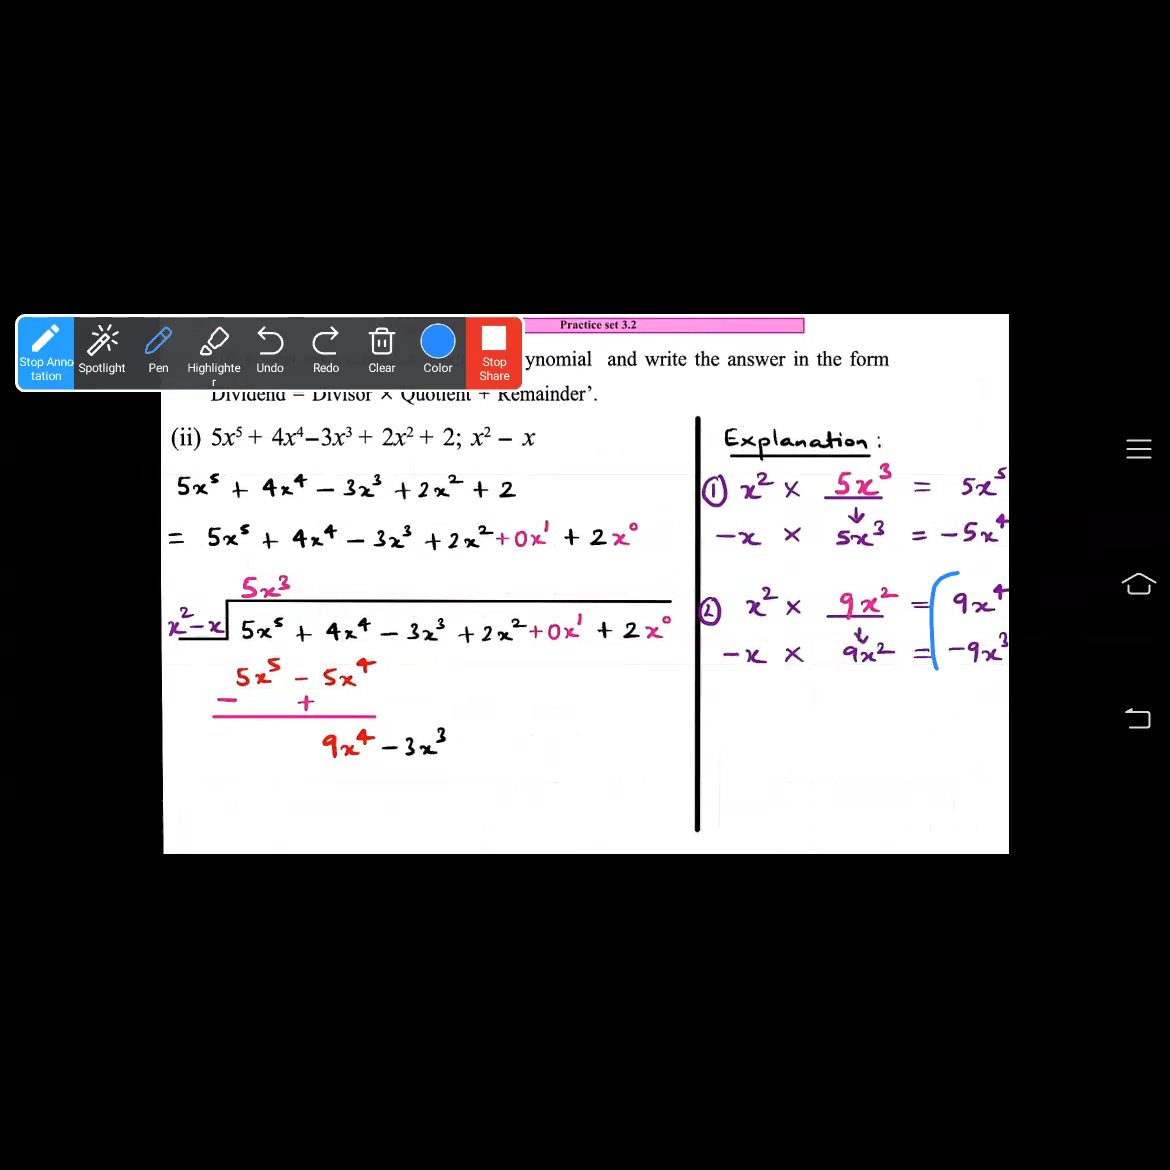 Practice set 3.2
Stop Anno
tation
Spotlight
Pen
Highlighte
r
Undo
Redo
Clear
Color
Stop
Share
ynomial and write the answer in the form
Dividend = Divisor × Quotient + Remainder’.
(ii) 5x⁵ + 4x⁴–3x³ + 2x² + 2; x² – x
5x⁵ + 4x⁴ – 3x³ + 2x² + 2
= 5x⁵ + 4x⁴ – 3x³ + 2x² + 0x¹ + 2x⁰
5x³
x² – x 5x⁵ + 4x⁴ – 3x³ + 2x² + 0x¹ + 2x⁰
5x⁵ – 5x⁴
– +
9x⁴ – 3x³
Explanation :
① x² × 5x³ = 5x⁵
↓
–x × 5x³ = –5x⁴
② x² × 9x² = 9x⁴
↓
–x × 9x² = –9x³